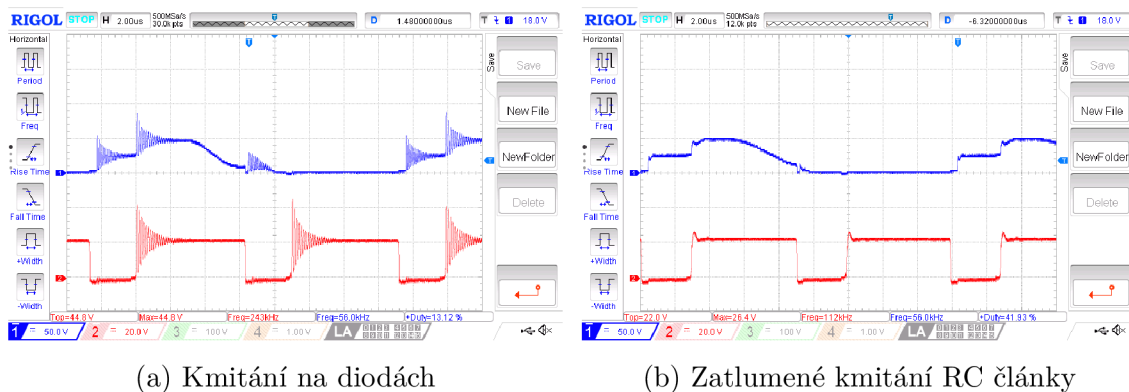 RIGOL STOP H 2.00us 500MSa/s 30.0k pts D 1.48000000us T 1 18.0 V
Horizontal
Period
Freq
Rise Time
Fall Time
+Width
-Width
Save
Save
New File
NewFolder
Delete
T
T
1
2
Top=44.8 V Max=44.8 V Freq=243kHz Freq=56.0kHz +Duty=13.12 %
1 = 50.0 V 2 = 20.0 V 3 = 100 V 4 = 1.00 V LA
(a) Kmitání na diodách
RIGOL STOP H 2.00us 500MSa/s 12.0k pts D -6.32000000us T 1 18.0 V
Horizontal
Period
Freq
Rise Time
Fall Time
+Width
-Width
Save
Save
New File
NewFolder
Delete
T
T
1
2
Top=22.0 V Max=26.4 V Freq=112kHz Freq=56.0kHz +Duty=41.93 %
1 = 50.0 V 2 = 20.0 V 3 = 100 V 4 = 1.00 V LA
(b) Zatlumené kmitání RC články